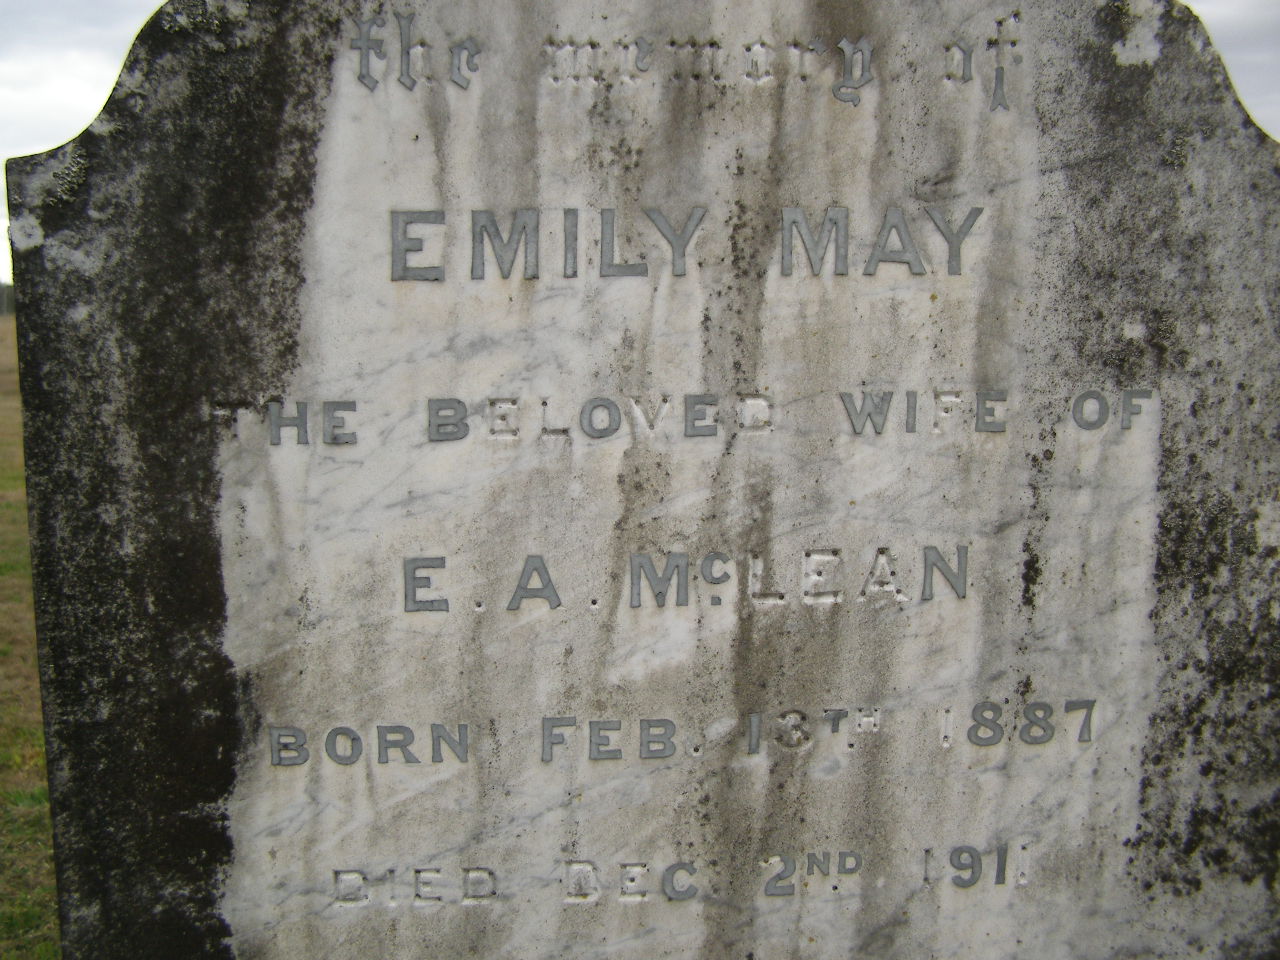 the memory of
EMILY MAY
THE BELOVED WIFE OF
E. A. McLEAN
BORN FEB. 13TH 1887
DIED DEC. 2ND 1911